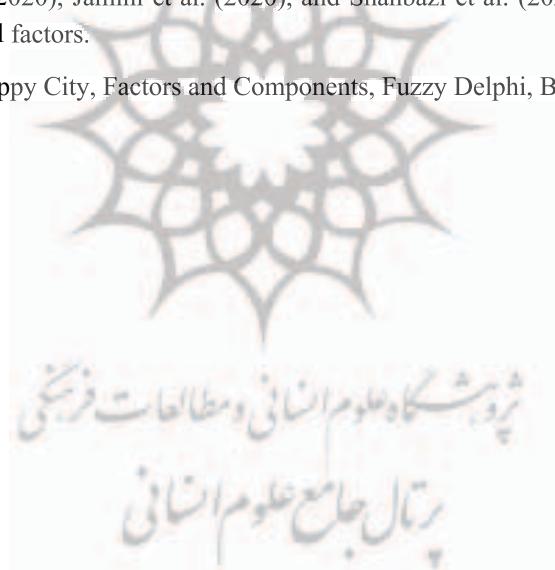 2020), Jamini et al. (2020), and Shahbazi et al. (20
l factors.
ppy City, Factors and Components, Fuzzy Delphi, B
پژوهشگاه علوم انسانی و مطالعات فرهنگی
پرتال جامع علوم انسانی